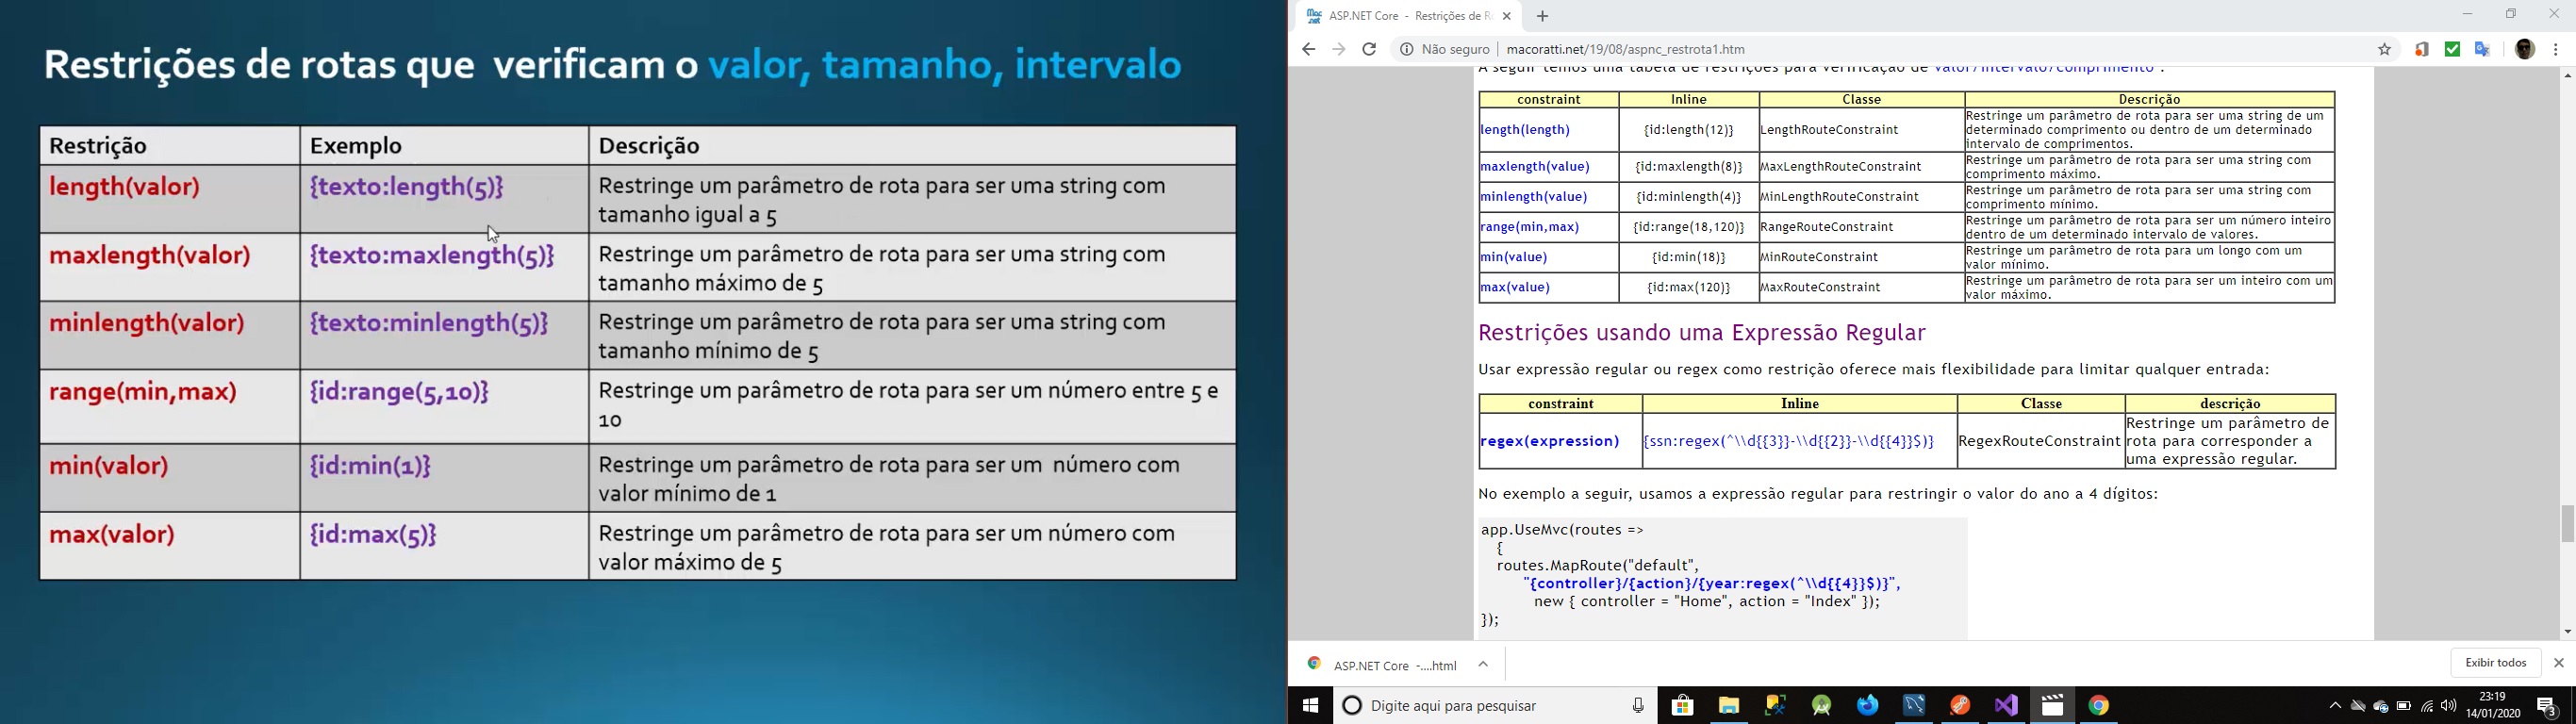 Restrições de rotas que verificam o valor, tamanho, intervalo
Restrição
Exemplo
Descrição
length(valor)
{texto:length(5)}
Restringe um parâmetro de rota para ser uma string com
tamanho igual a 5
maxlength(valor)
{texto:maxlength(5)}
Restringe um parâmetro de rota para ser uma string com
tamanho máximo de 5
minlength(valor)
{texto:minlength(5)}
Restringe um parâmetro de rota para ser uma string com
tamanho mínimo de 5
range(min,max)
{id:range(5,10)}
Restringe um parâmetro de rota para ser um número entre 5 e
10
min(valor)
{id:min(1)}
Restringe um parâmetro de rota para ser um número com
valor mínimo de 1
max(valor)
{id:max(5)}
Restringe um parâmetro de rota para ser um número com
valor máximo de 5
ASP.NET Core - Restrições de R
Não seguro
macoratti.net/19/08/aspnc_restrota1.htm
A seguir temos uma tabela de restrições para verificação de valor/intervalo/comprimento :
constraint
Inline
Classe
Descrição
length(length)
{id:length(12)}
LengthRouteConstraint
Restringe um parâmetro de rota para ser uma string de um
determinado comprimento ou dentro de um determinado
intervalo de comprimentos.
maxlength(value)
{id:maxlength(8)}
MaxLengthRouteConstraint
Restringe um parâmetro de rota para ser uma string com
comprimento máximo.
minlength(value)
{id:minlength(4)}
MinLengthRouteConstraint
Restringe um parâmetro de rota para ser uma string com
comprimento mínimo.
range(min,max)
{id:range(18,120)}
RangeRouteConstraint
Restringe um parâmetro de rota para ser um número inteiro
dentro de um determinado intervalo de valores.
min(value)
{id:min(18)}
MinRouteConstraint
Restringe um parâmetro de rota para um longo com um
valor mínimo.
max(value)
{id:max(120)}
MaxRouteConstraint
Restringe um parâmetro de rota para ser um inteiro com um
valor máximo.
Restrições usando uma Expressão Regular
Usar expressão regular ou regex como restrição oferece mais flexibilidade para limitar qualquer entrada:
constraint
Inline
Classe
descrição
regex(expression)
{ssn:regex(^\\d{{3}}-\\d{{2}}-\\d{{4}}$)}
RegexRouteConstraint
Restringe um parâmetro de
rota para corresponder a
uma expressão regular.
No exemplo a seguir, usamos a expressão regular para restringir o valor do ano a 4 dígitos:
app.UseMvc(routes =>
{
routes.MapRoute("default",
"{controller}/{action}/{year:regex(^\\d{{4}}$)}",
new { controller = "Home", action = "Index" });
});
ASP.NET Core -....html
Exibir todos
Digite aqui para pesquisar
23:19
14/01/2020
3